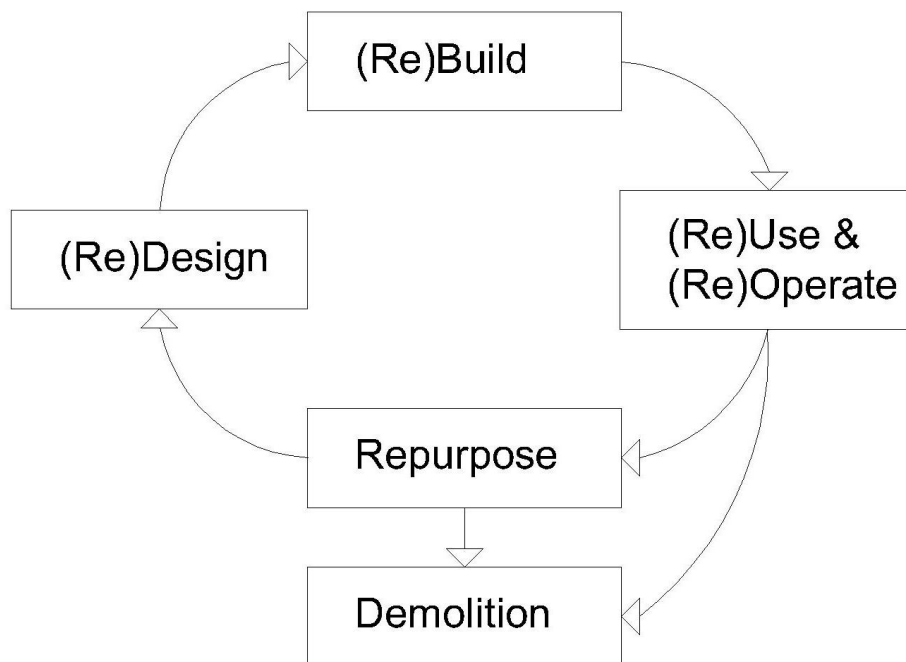 (Re)Build
(Re)Design
(Re)Use &
(Re)Operate
Repurpose
Demolition